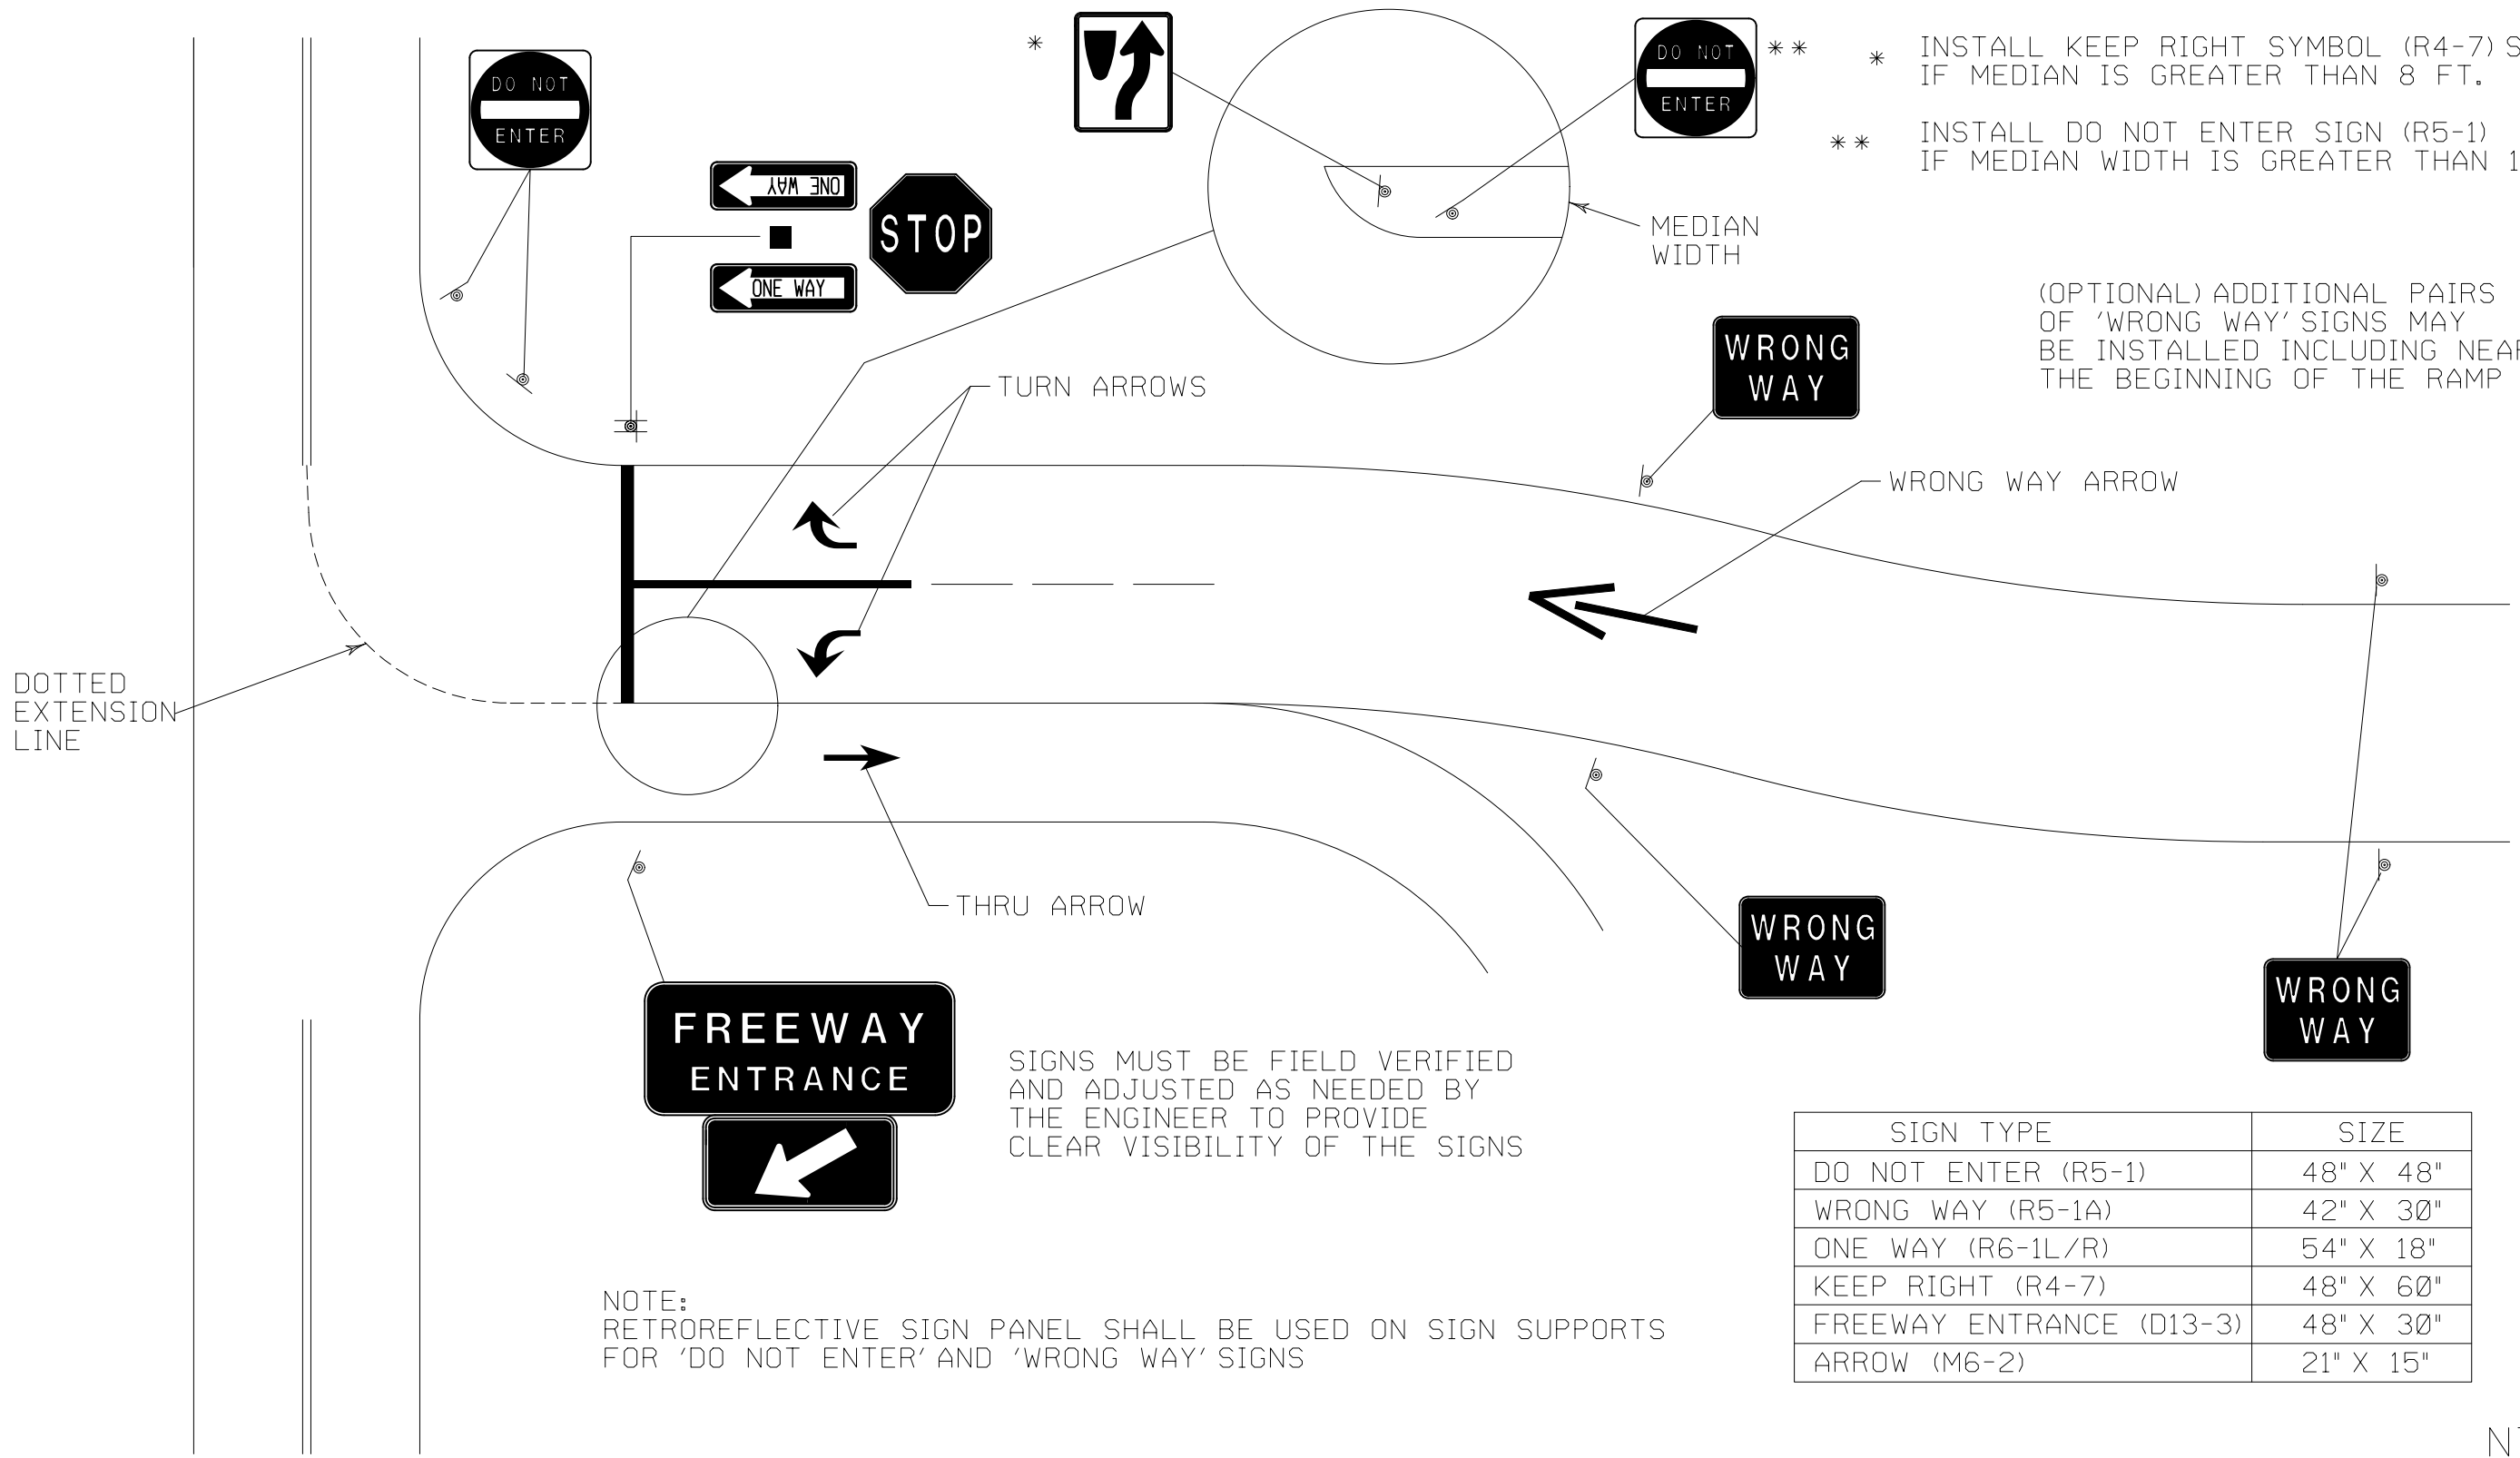 DO NOT
ENTER
ONE WAY
ONE WAY
STOP
*
DO NOT
ENTER
**
* INSTALL KEEP RIGHT SYMBOL (R4-7)
IF MEDIAN IS GREATER THAN 8 FT.
** INSTALL DO NOT ENTER SIGN (R5-1)
IF MEDIAN WIDTH IS GREATER THAN
MEDIAN
WIDTH
(OPTIONAL) ADDITIONAL PAIRS
OF 'WRONG WAY' SIGNS MAY
BE INSTALLED INCLUDING NEAR
THE BEGINNING OF THE RAMP
WRONG
WAY
TURN ARROWS
WRONG WAY ARROW
DOTTED
EXTENSION
LINE
THRU ARROW
WRONG
WAY
WRONG
WAY
FREEWAY
ENTRANCE
SIGNS MUST BE FIELD VERIFIED
AND ADJUSTED AS NEEDED BY
THE ENGINEER TO PROVIDE
CLEAR VISIBILITY OF THE SIGNS
SIGN TYPE SIZE
DO NOT ENTER (R5-1) 48" X 48"
WRONG WAY (R5-1A) 42" X 30"
ONE WAY (R6-1L/R) 54" X 18"
KEEP RIGHT (R4-7) 48" X 60"
FREEWAY ENTRANCE (D13-3) 48" X 30"
ARROW (M6-2) 21" X 15"
NOTE:
RETROREFLECTIVE SIGN PANEL SHALL BE USED ON SIGN SUPPORTS
FOR 'DO NOT ENTER' AND 'WRONG WAY' SIGNS